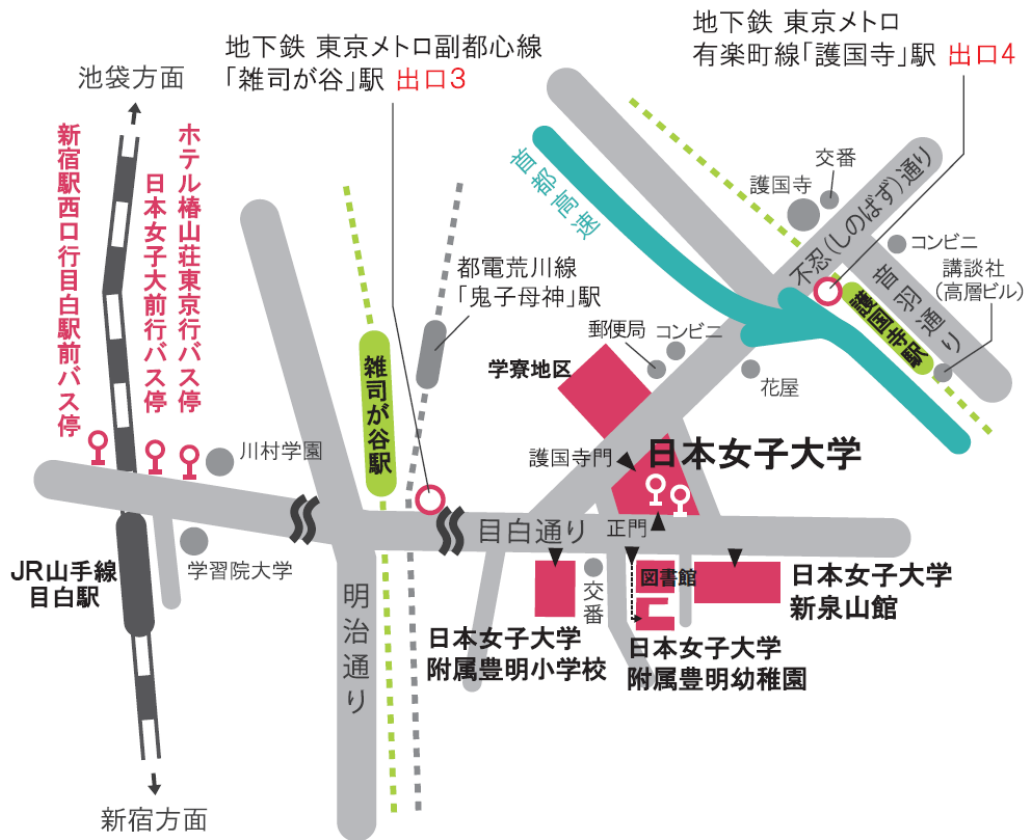 地下鉄 東京メトロ副都心線
「雑司が谷」駅 出口3
地下鉄 東京メトロ
有楽町線「護国寺」駅 出口4
池袋方面
新宿駅西口行目白駅前バス停
日本女子大前行バス停
ホテル椿山荘東京行バス停
首都高速
交番
護国寺
不忍(しのばず)通り
コンビニ
講談社
(高層ビル)
音羽通り
護国寺駅
都電荒川線
「鬼子母神」駅
郵便局
コンビニ
学寮地区
花屋
雑司が谷駅
川村学園
護国寺門
日本女子大学
目白通り
正門
学習院大学
JR山手線
目白駅
明治通り
交番
図書館
日本女子大学
新泉山館
日本女子大学
附属豊明小学校
日本女子大学
附属豊明幼稚園
新宿方面